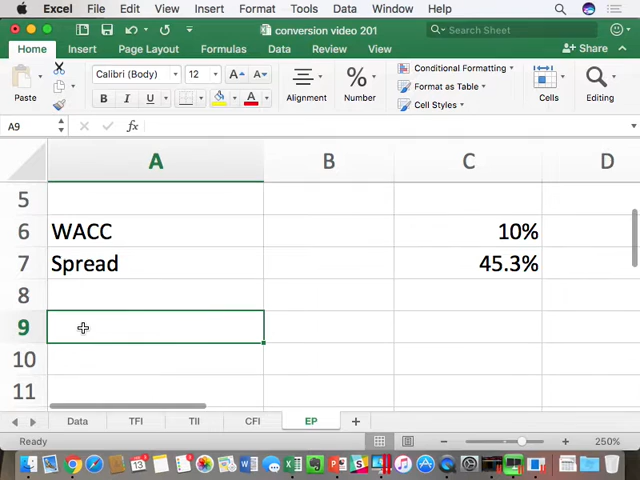 Excel File Edit View Insert Format Tools Data Window Help
conversion video 201
Search Sheet
Home Insert Page Layout Formulas Data Review View
Share
Paste
Calibri (Body) 12 A A
B I U A
Alignment
%
Number
Conditional Formatting
Format as Table
Cell Styles
Cells
Editing
A9 fx
A B C D
5
6 WACC 10%
7 Spread 45.3%
8
9
10
11
Data TFI TII CFI EP +
Ready 250%
13